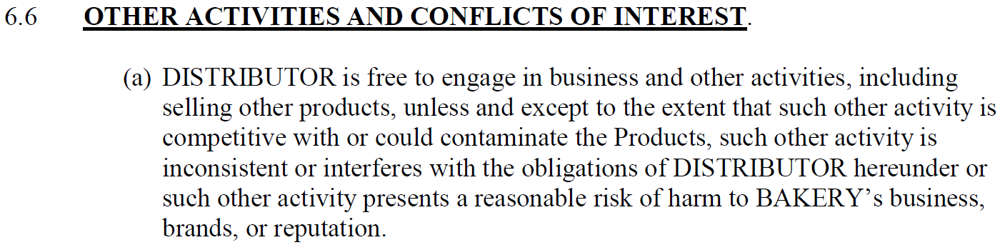 6.6 OTHER ACTIVITIES AND CONFLICTS OF INTEREST.
(a) DISTRIBUTOR is free to engage in business and other activities, including
selling other products, unless and except to the extent that such other activity is
competitive with or could contaminate the Products, such other activity is
inconsistent or interferes with the obligations of DISTRIBUTOR hereunder or
such other activity presents a reasonable risk of harm to BAKERY’s business,
brands, or reputation.